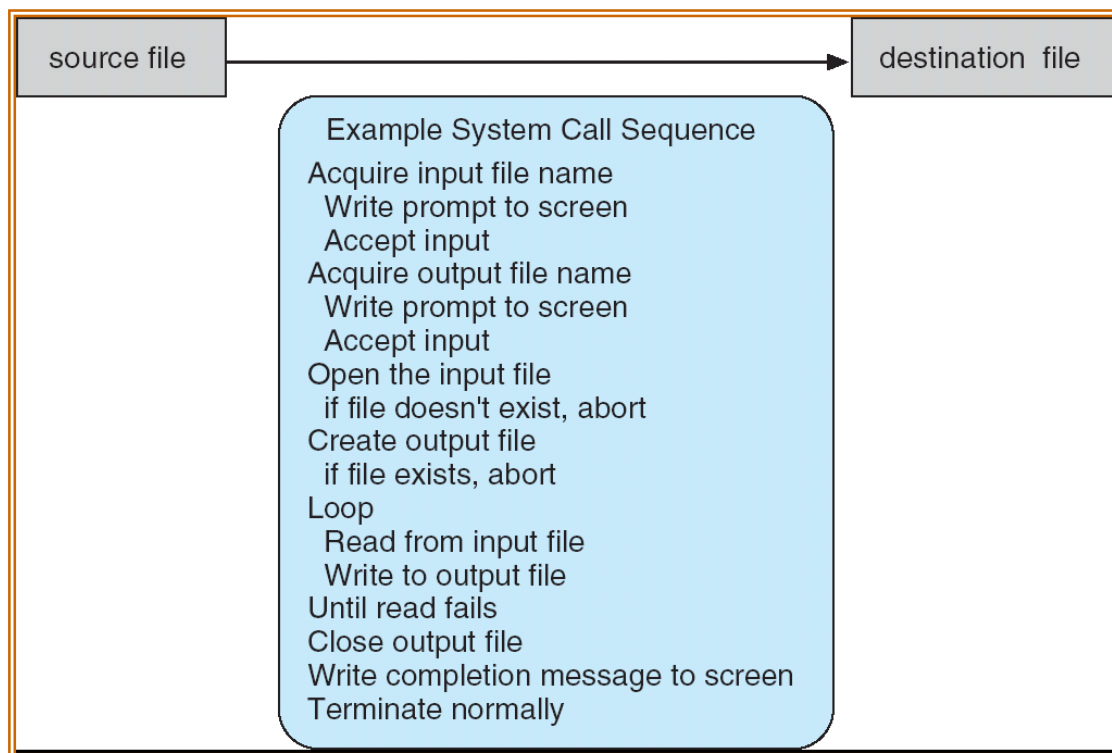 source file
destination file
Example System Call Sequence
Acquire input file name
Write prompt to screen
Accept input
Acquire output file name
Write prompt to screen
Accept input
Open the input file
if file doesn't exist, abort
Create output file
if file exists, abort
Loop
Read from input file
Write to output file
Until read fails
Close output file
Write completion message to screen
Terminate normally